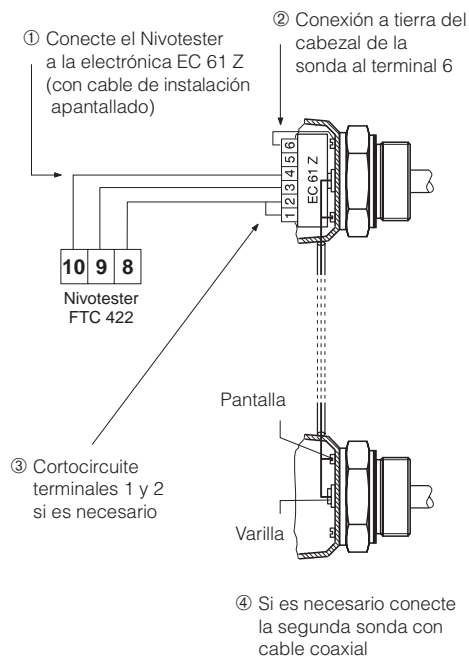 ① Conecte el Nivotester
a la electrónica EC 61 Z
(con cable de instalación
apantallado)
② Conexión a tierra del
cabezal de la
sonda al terminal 6
1 2 3 4 5 6
EC 61 Z
10 9 8
Nivotester
FTC 422
Pantalla
③ Cortocircuite
terminales 1 y 2
si es necesario
Varilla
④ Si es necesario conecte
la segunda sonda con
cable coaxial